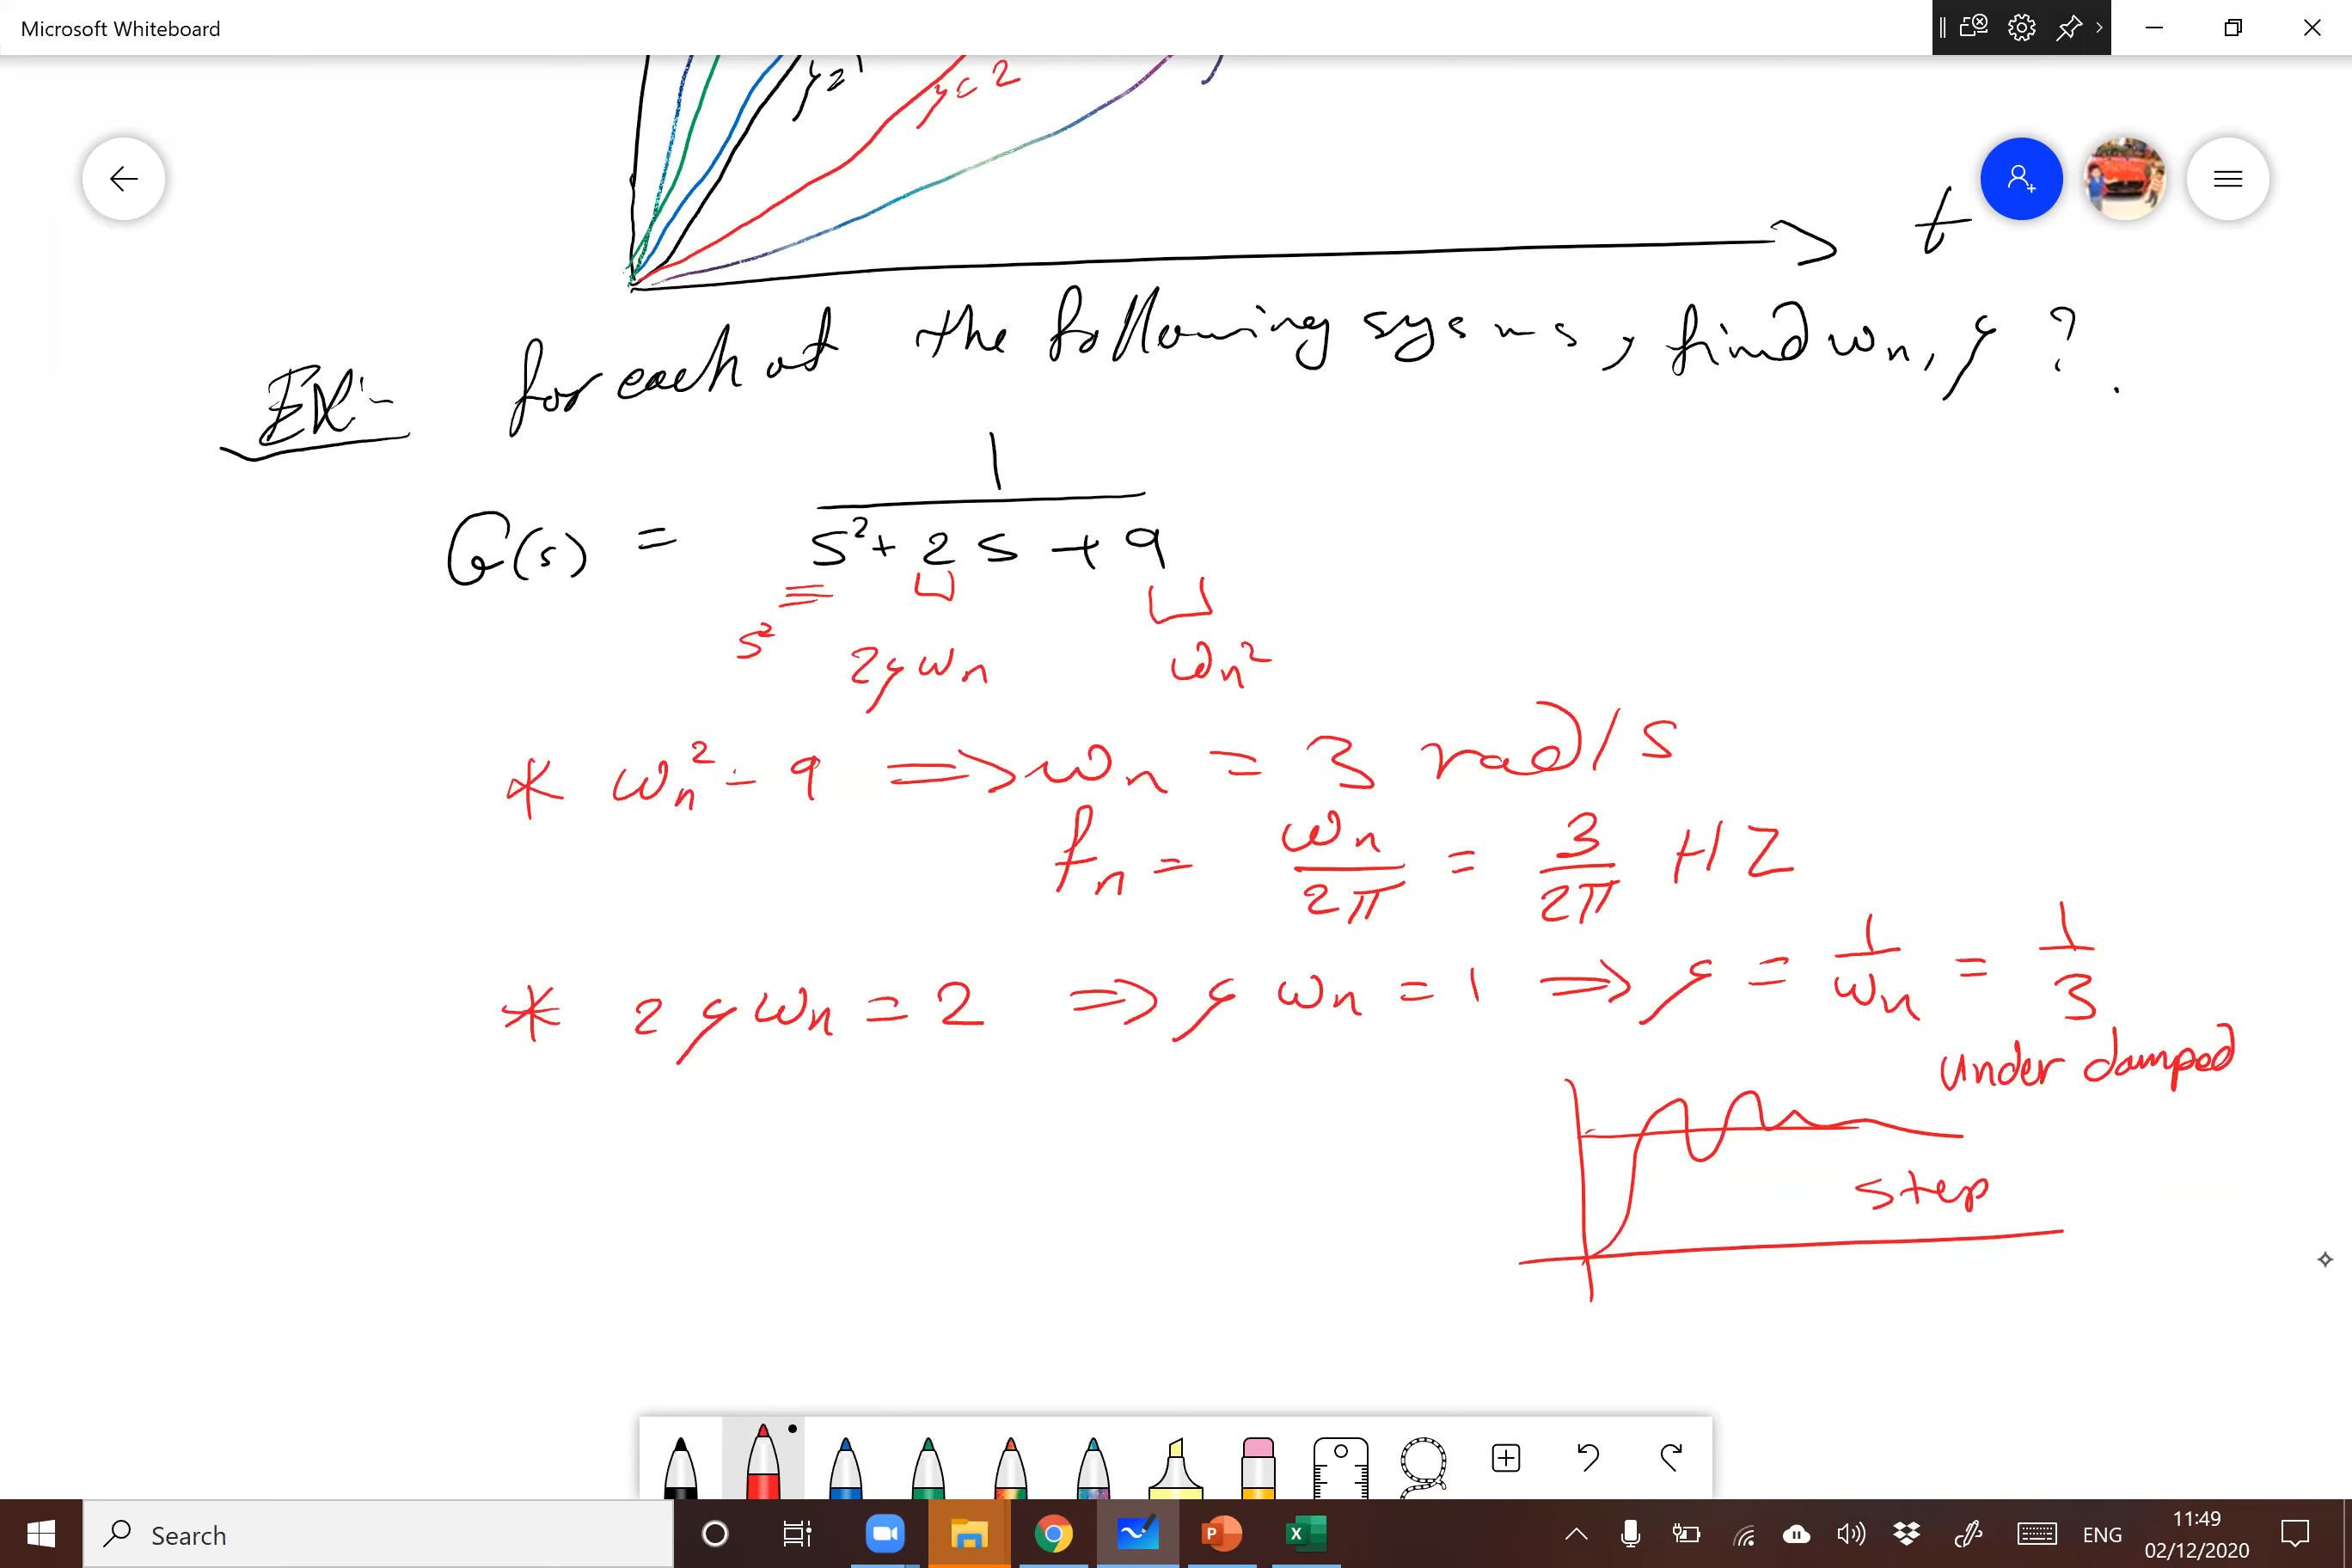 Microsoft Whiteboard
ζ=1
ζ=2
t
EX:- for each of the following sysms, find ωn, ζ ?
G(s) = 1 / s² + 2s + 9
s² 2ζωn ωn²
* ωn² = 9 ⟹ ωn = 3 rad/s
fn = ωn/2π = 3/2π HZ
* 2ζωn = 2 ⟹ ζωn = 1 ⟹ ζ = 1/ωn = 1/3
under damped
step
Search
ENG
11:49
02/12/2020